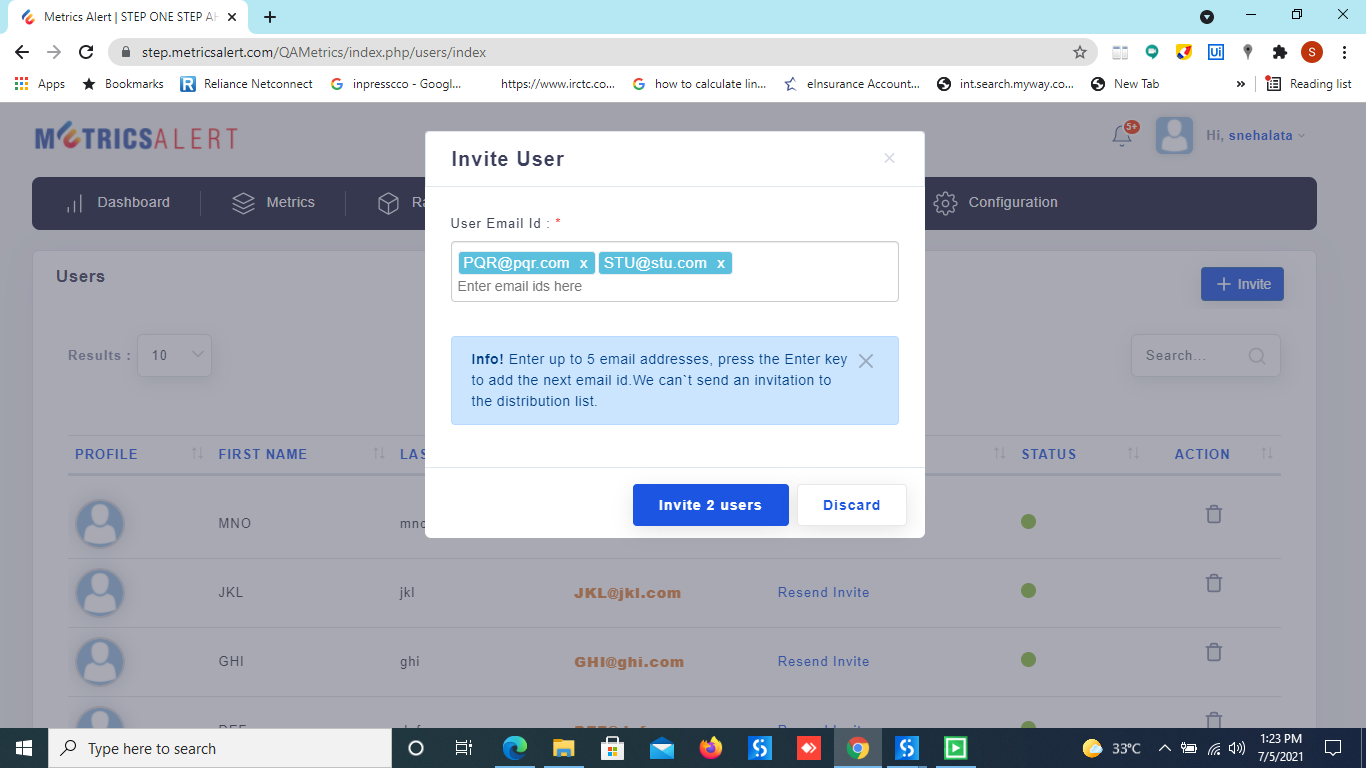 Metrics Alert | STEP ONE STEP AH
step.metricsalert.com/QAMetrics/index.php/users/index
S
Apps
Bookmarks
Reliance Netconnect
inpresscco - Googl...
https://www.irctc.co...
how to calculate lin...
eInsurance Account...
int.search.myway.co...
New Tab
»
Reading list
METRICSALERT
5+
Hi, snehalata
Dashboard
Metrics
Ra
Configuration
Invite User
User Email Id : *
PQR@pqr.com x STU@stu.com x
Enter email ids here
Info! Enter up to 5 email addresses, press the Enter key
to add the next email id.We can`t send an invitation to
the distribution list.
Invite 2 users
Discard
Users
+ Invite
Results :
10
Search...
PROFILE
FIRST NAME
LAS
STATUS
ACTION
MNO
mno
JKL
jkl
JKL@jkl.com
Resend Invite
GHI
ghi
GHI@ghi.com
Resend Invite
Type here to search
33°C
1:23 PM
7/5/2021